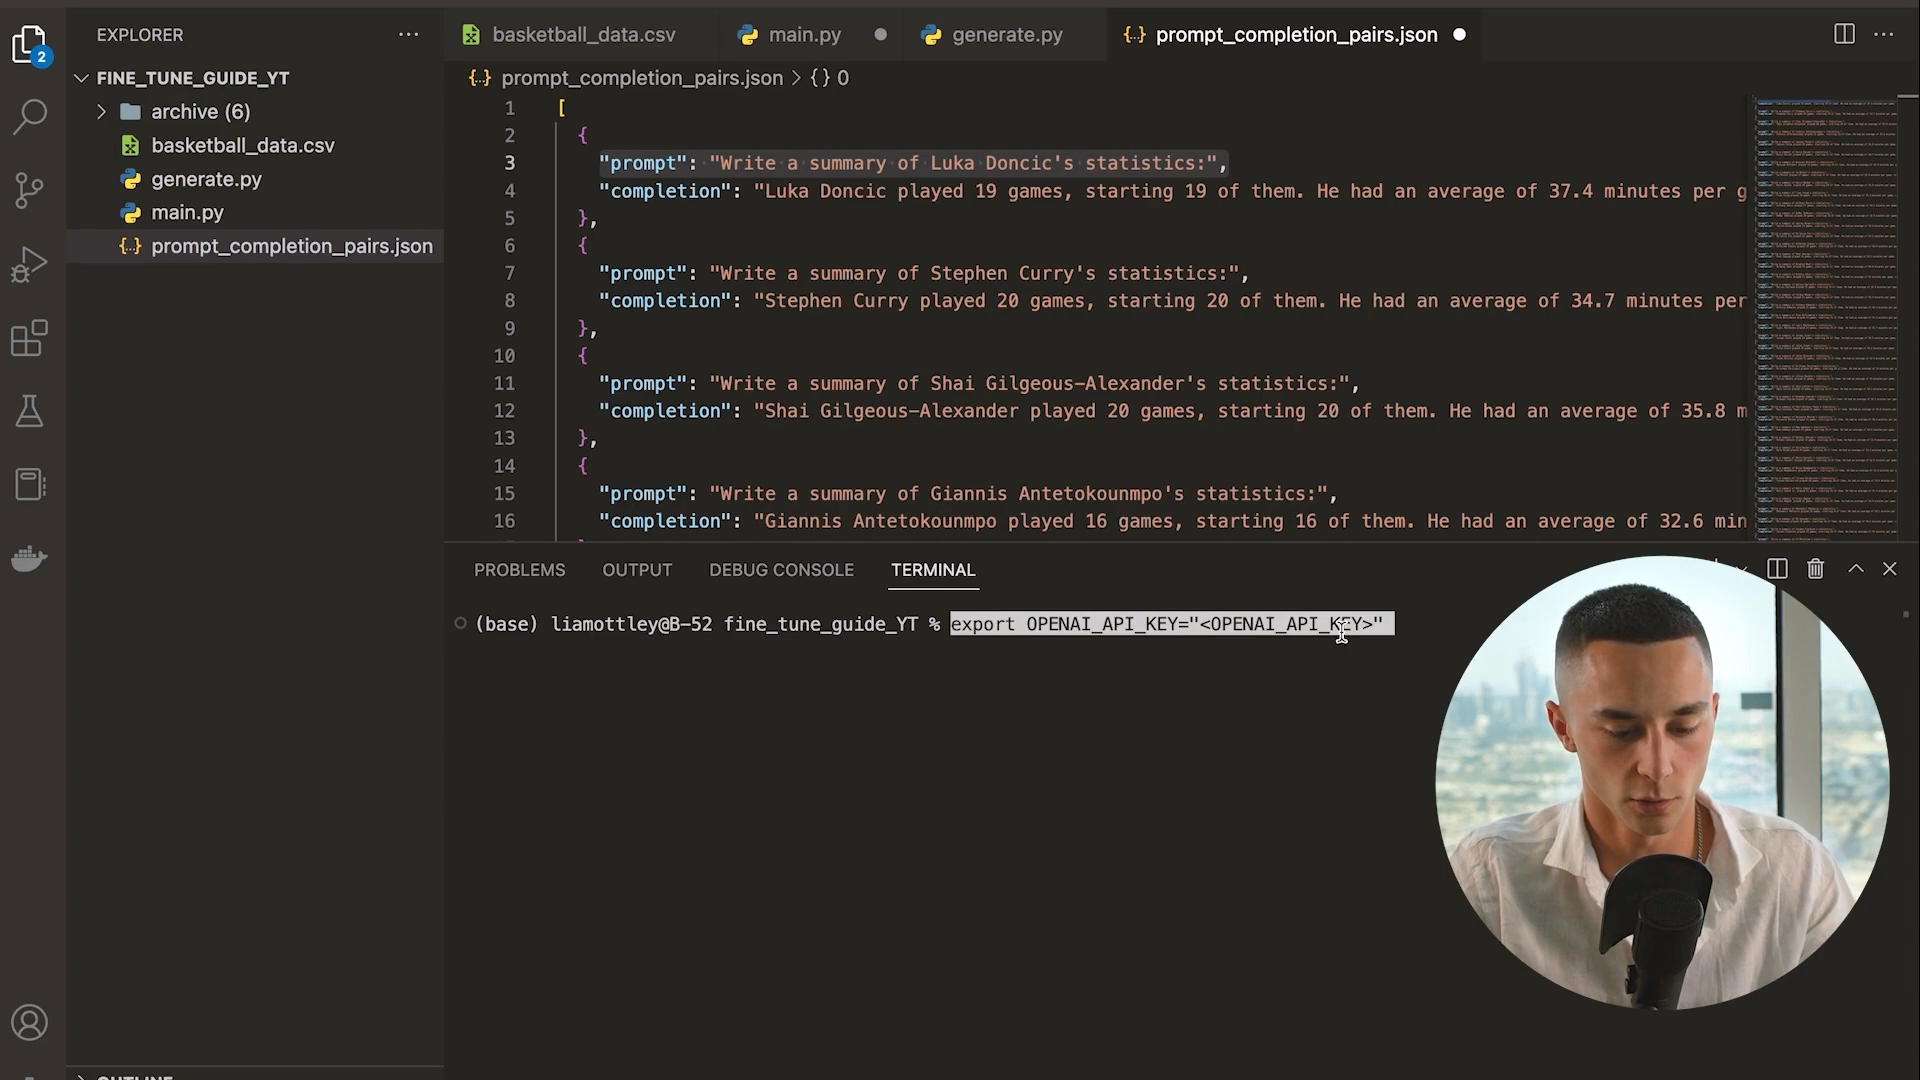 EXPLORER
2
FINE_TUNE_GUIDE_YT
archive (6)
basketball_data.csv
generate.py
main.py
prompt_completion_pairs.json
basketball_data.csv
main.py
generate.py
prompt_completion_pairs.json
prompt_completion_pairs.json > {} 0
1 [
2 {
3 "prompt": "Write a summary of Luka Doncic's statistics:",
4 "completion": "Luka Doncic played 19 games, starting 19 of them. He had an average of 37.4 minutes per g
5 },
6 {
7 "prompt": "Write a summary of Stephen Curry's statistics:",
8 "completion": "Stephen Curry played 20 games, starting 20 of them. He had an average of 34.7 minutes per
9 },
10 {
11 "prompt": "Write a summary of Shai Gilgeous-Alexander's statistics:",
12 "completion": "Shai Gilgeous-Alexander played 20 games, starting 20 of them. He had an average of 35.8 m
13 },
14 {
15 "prompt": "Write a summary of Giannis Antetokounmpo's statistics:",
16 "completion": "Giannis Antetokounmpo played 16 games, starting 16 of them. He had an average of 32.6 min
PROBLEMS OUTPUT DEBUG CONSOLE TERMINAL
(base) liamottley@B-52 fine_tune_guide_YT % export OPENAI_API_KEY="<OPENAI_API_KEY>"
OUTLINE